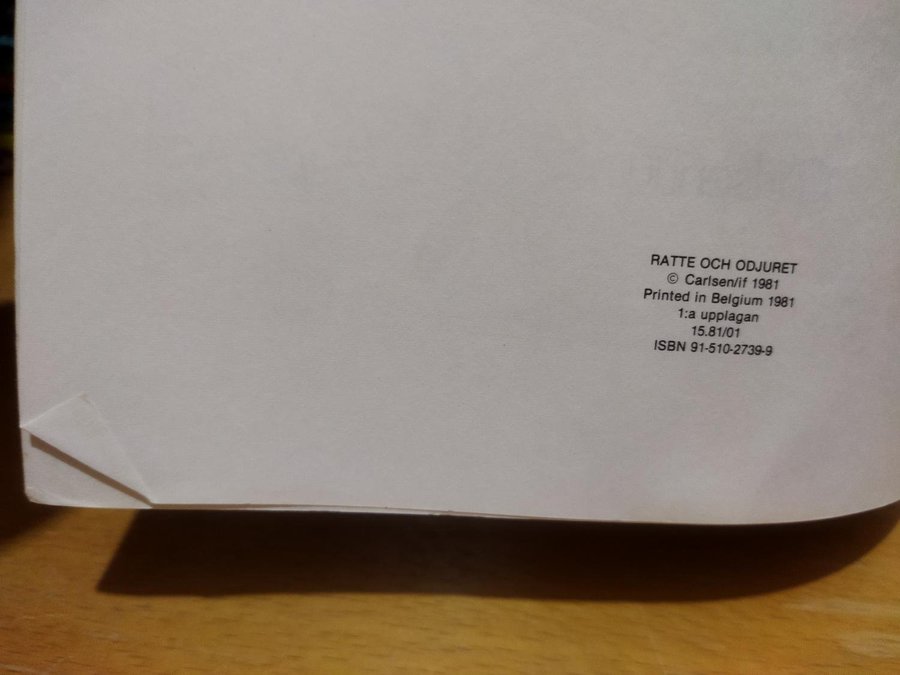 RATTE OCH ODJURET
© Carlsen/if 1981
Printed in Belgium 1981
1:a upplagan
15.81/01
ISBN 91-510-2739-9